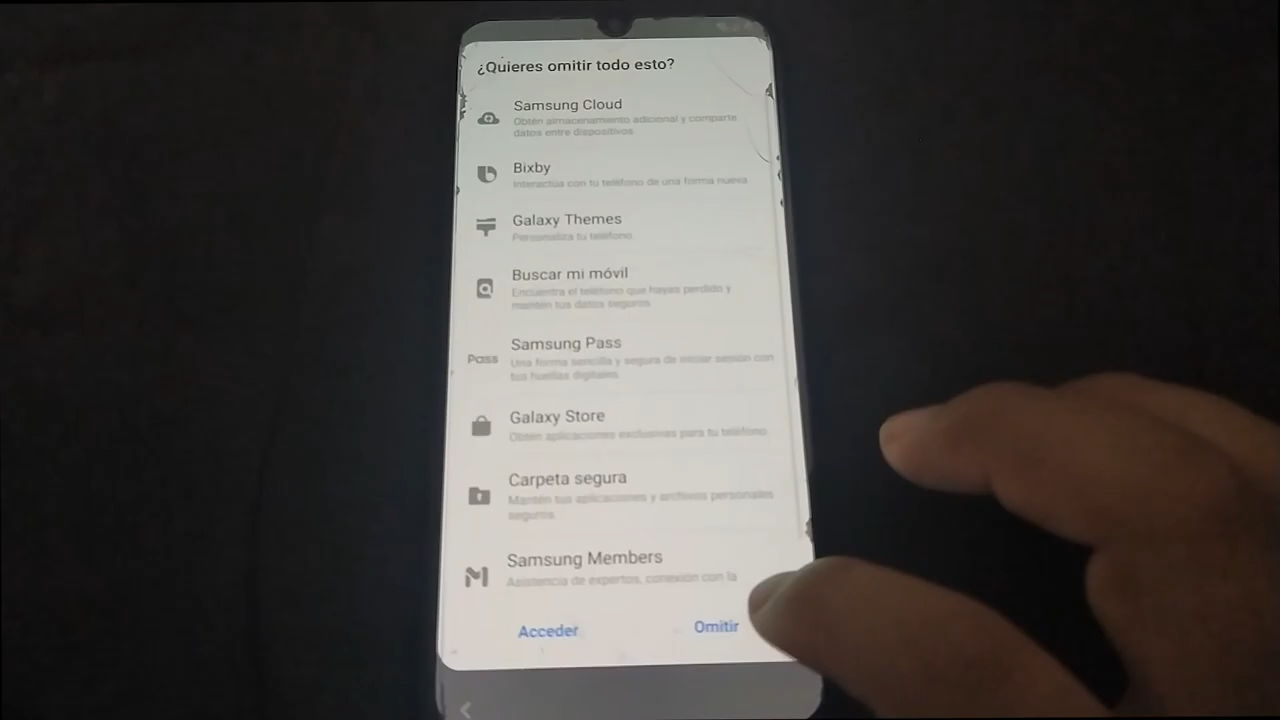 ¿Quieres omitir todo esto?
Samsung Cloud
Obtén almacenamiento adicional y comparte
datos entre dispositivos.
Bixby
Interactúa con tu teléfono de una forma nueva
Galaxy Themes
Personaliza tu teléfono.
Buscar mi móvil
Encuentra el teléfono que hayas perdido y
mantén tus datos seguros.
Pass
Samsung Pass
Una forma sencilla y segura de iniciar sesión con
tus huellas digitales.
Galaxy Store
Obtén aplicaciones exclusivas para tu teléfono
Carpeta segura
Mantén tus aplicaciones y archivos personales
seguros.
Samsung Members
Asistencia de expertos, conexión con la
Acceder
Omitir